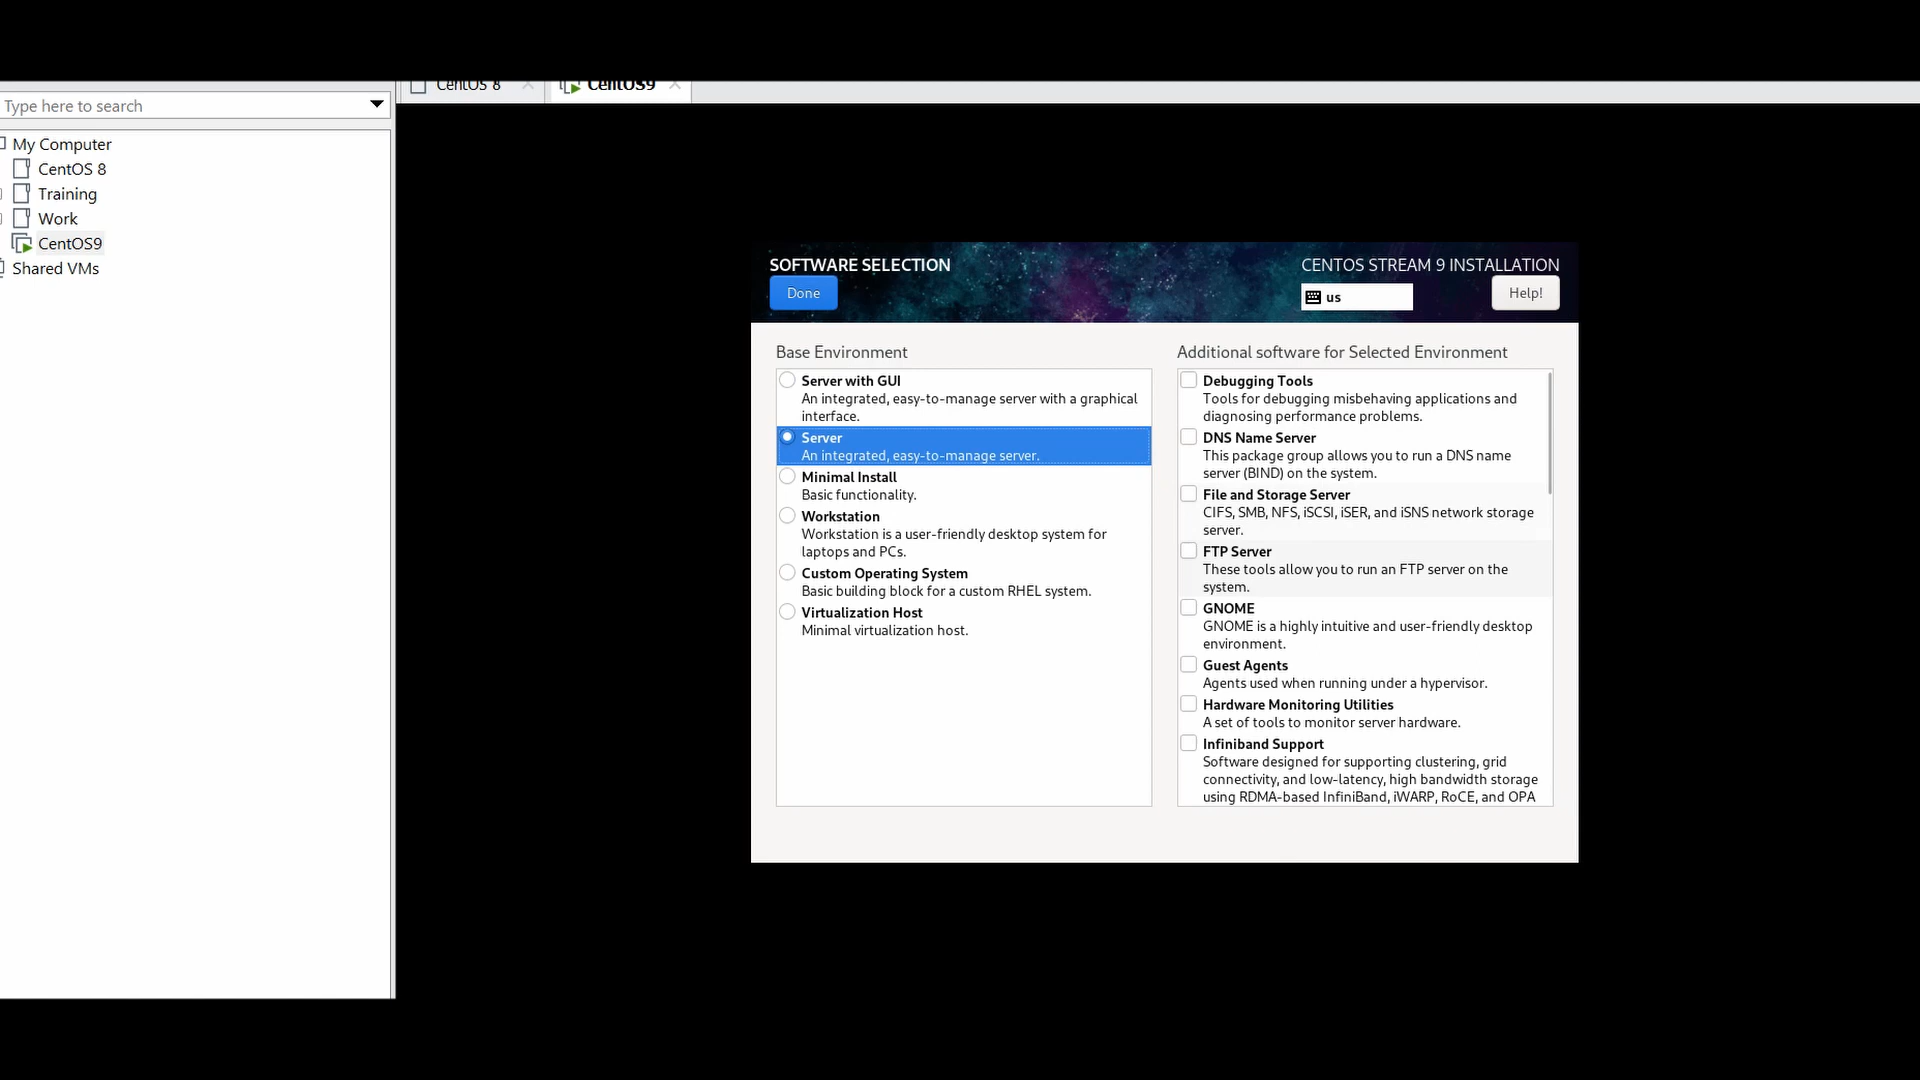 CentOS 8
CentOS9
Type here to search
My Computer
CentOS 8
Training
Work
CentOS9
Shared VMs
SOFTWARE SELECTION
Done
CENTOS STREAM 9 INSTALLATION
us
Help!
Base Environment
Server with GUI
An integrated, easy-to-manage server with a graphical
interface.
Server
An integrated, easy-to-manage server.
Minimal Install
Basic functionality.
Workstation
Workstation is a user-friendly desktop system for
laptops and PCs.
Custom Operating System
Basic building block for a custom RHEL system.
Virtualization Host
Minimal virtualization host.
Additional software for Selected Environment
Debugging Tools
Tools for debugging misbehaving applications and
diagnosing performance problems.
DNS Name Server
This package group allows you to run a DNS name
server (BIND) on the system.
File and Storage Server
CIFS, SMB, NFS, iSCSI, iSER, and iSNS network storage
server.
FTP Server
These tools allow you to run an FTP server on the
system.
GNOME
GNOME is a highly intuitive and user-friendly desktop
environment.
Guest Agents
Agents used when running under a hypervisor.
Hardware Monitoring Utilities
A set of tools to monitor server hardware.
Infiniband Support
Software designed for supporting clustering, grid
connectivity, and low-latency, high bandwidth storage
using RDMA-based InfiniBand, iWARP, RoCE, and OPA